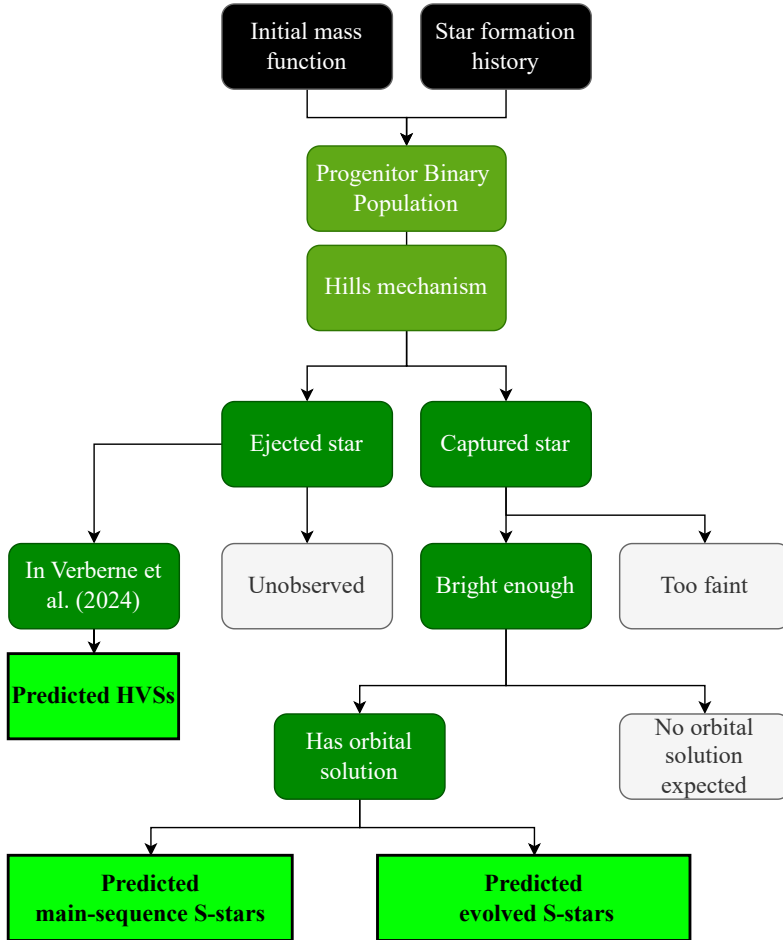 Initial mass
function
Star formation
history
Progenitor Binary
Population
Hills mechanism
Ejected star
Captured star
In Verberne et
al. (2024)
Unobserved
Bright enough
Too faint
Predicted HVSs
Has orbital
solution
No orbital
solution
expected
Predicted
main-sequence S-stars
Predicted
evolved S-stars